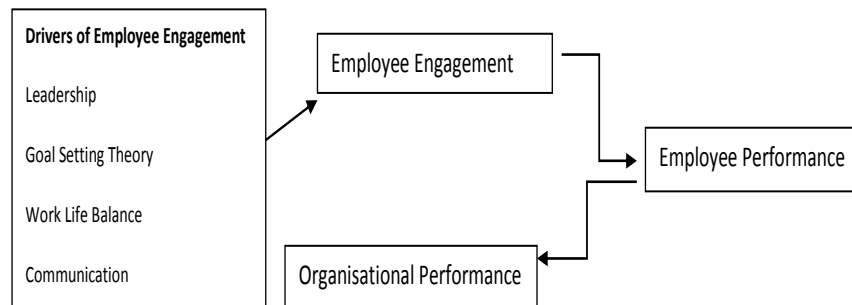 Drivers of Employee Engagement
Leadership
Goal Setting Theory
Work Life Balance
Communication
Employee Engagement
Employee Performance
Organisational Performance